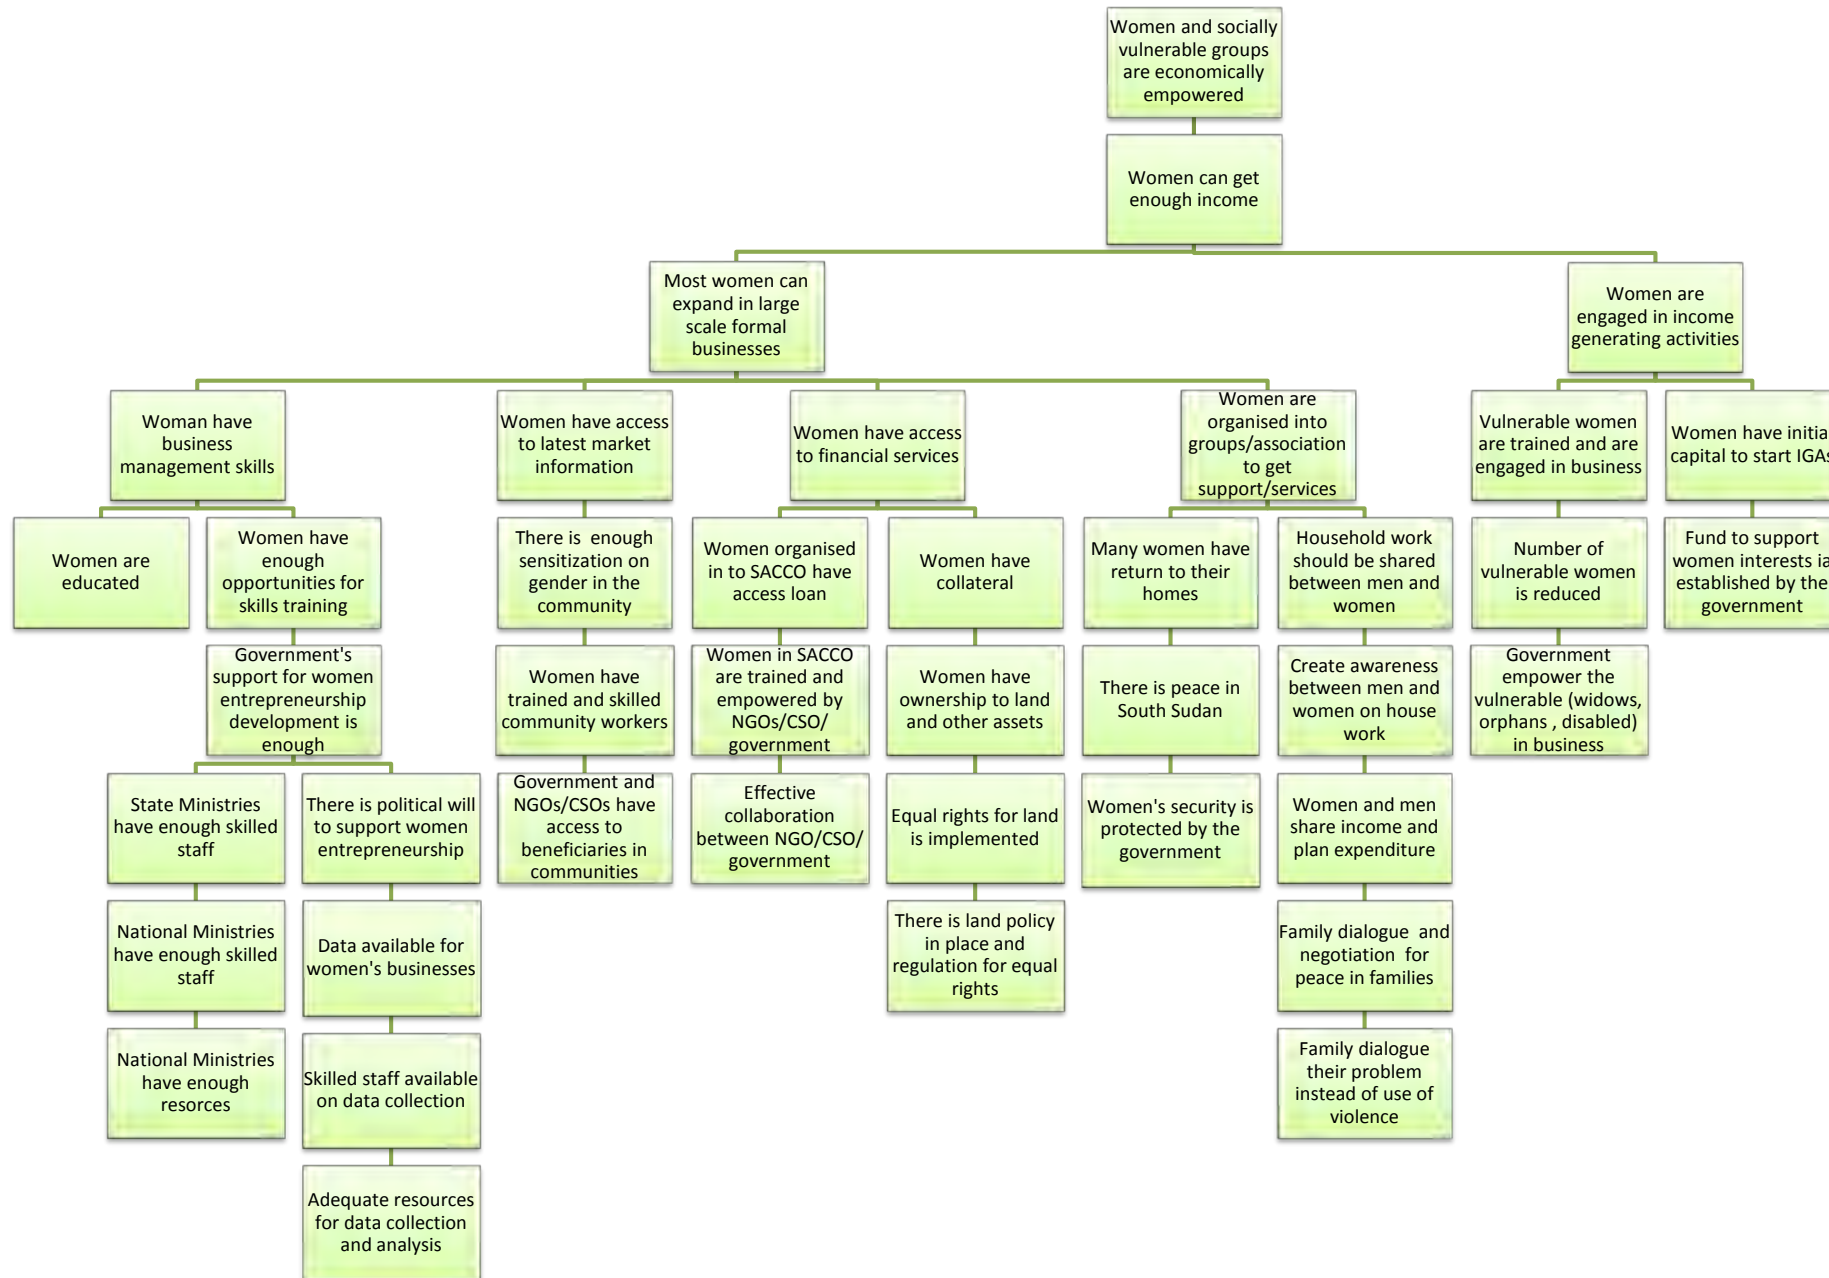 Women and socially
vulnerable groups
are economically
empowered
Women can get
enough income
Most women can
expand in large
scale formal
businesses
Women are
engaged in income
generating activities
Woman have
business
management skills
Women have access
to latest market
information
Women have access
to financial services
Women are
organised into
groups/association
to get
support/services
Vulnerable women
are trained and are
engaged in business
Women have initia
capital to start IGAs
Women are
educated
Women have
enough
opportunities for
skills training
There is enough
sensitization on
gender in the
community
Women organised
in to SACCO have
access loan
Women have
collateral
Many women have
return to their
homes
Household work
should be shared
between men and
women
Number of
vulnerable women
is reduced
Fund to support
women interests ia
established by the
government
Government's
support for women
entrepreneurship
development is
enough
Women have
trained and skilled
community workers
Women in SACCO
are trained and
empowered by
NGOs/CSO/
government
Women have
ownership to land
and other assets
There is peace in
South Sudan
Create awareness
between men and
women on house
work
Government
empower the
vulnerable (widows,
orphans , disabled)
in business
State Ministries
have enough skilled
staff
There is political will
to support women
entrepreneurship
Government and
NGOs/CSOs have
access to
beneficiaries in
communities
Effective
collaboration
between NGO/CSO/
government
Equal rights for land
is implemented
Women's security is
protected by the
government
Women and men
share income and
plan expenditure
National Ministries
have enough skilled
staff
Data available for
women's businesses
There is land policy
in place and
regulation for equal
rights
Family dialogue and
negotiation for
peace in families
National Ministries
have enough
resorces
Skilled staff available
on data collection
Family dialogue
their problem
instead of use of
violence
Adequate resources
for data collection
and analysis